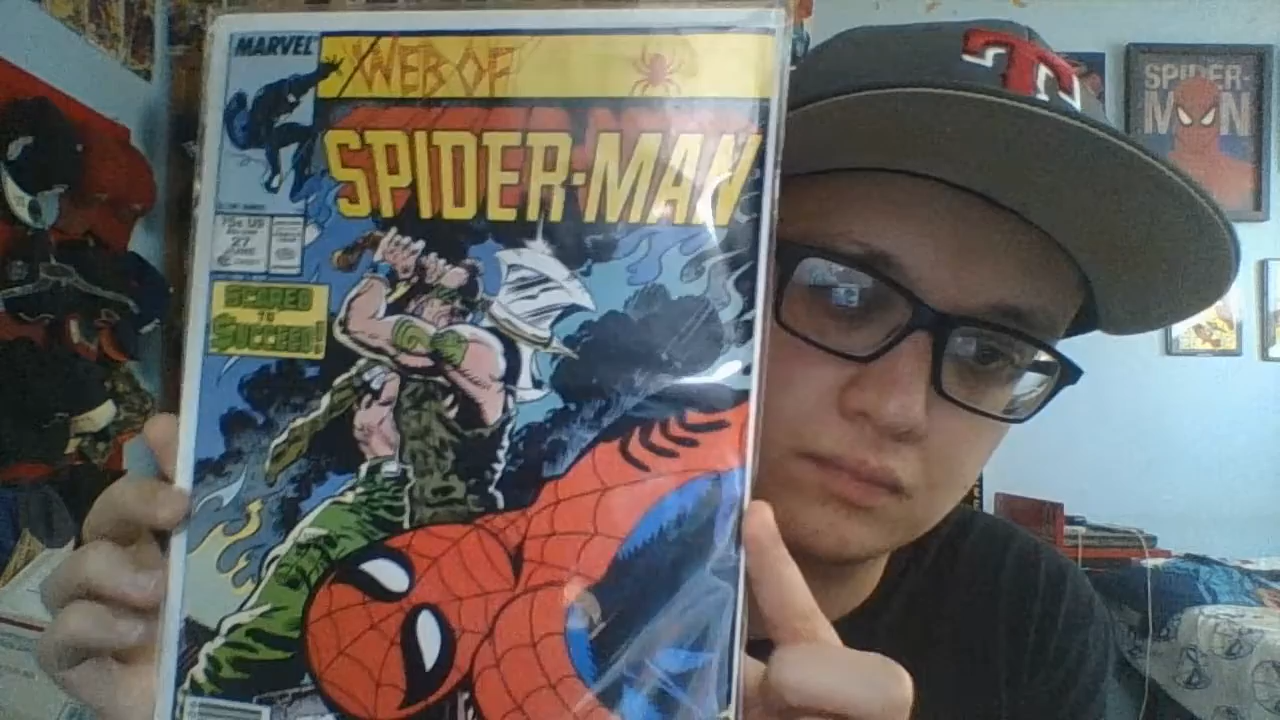 MARVEL
WEB OF
SPIDER-MAN
75¢ US
27
SCARED
TO
SUCCEED!
T
SPIDER-
MAN